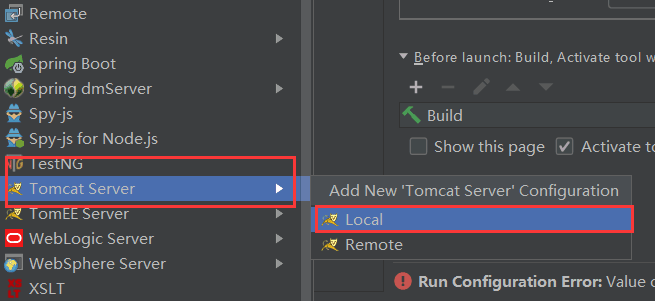 Remote
Resin
Spring Boot
Spring dmServer
Spy-js
Spy-js for Node.js
TestNG
Tomcat Server
TomEE Server
WebLogic Server
WebSphere Server
XSLT
Before launch: Build, Activate tool w
Build
Show this page
Activate to
Add New 'Tomcat Server' Configuration
Local
Remote
Run Configuration Error: Value